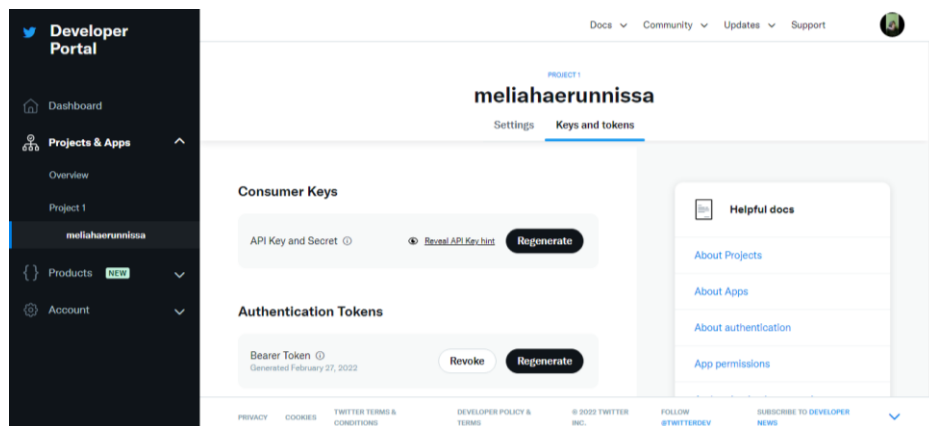 Developer
Portal
Docs
Community
Updates
Support
Dashboard
Projects & Apps
Overview
Project 1
meliahaerunnissa
Products NEW
Account
PROJECT 1
meliahaerunnissa
Settings
Keys and tokens
Consumer Keys
API Key and Secret
Reveal API Key hint
Regenerate
Authentication Tokens
Bearer Token
Generated February 27, 2022
Revoke
Regenerate
Helpful docs
About Projects
About Apps
About authentication
App permissions
PRIVACY
COOKIES
TWITTER TERMS &
CONDITIONS
DEVELOPER POLICY &
TERMS
© 2022 TWITTER
INC.
FOLLOW
@TWITTERDEV
SUBSCRIBE TO DEVELOPER
NEWS